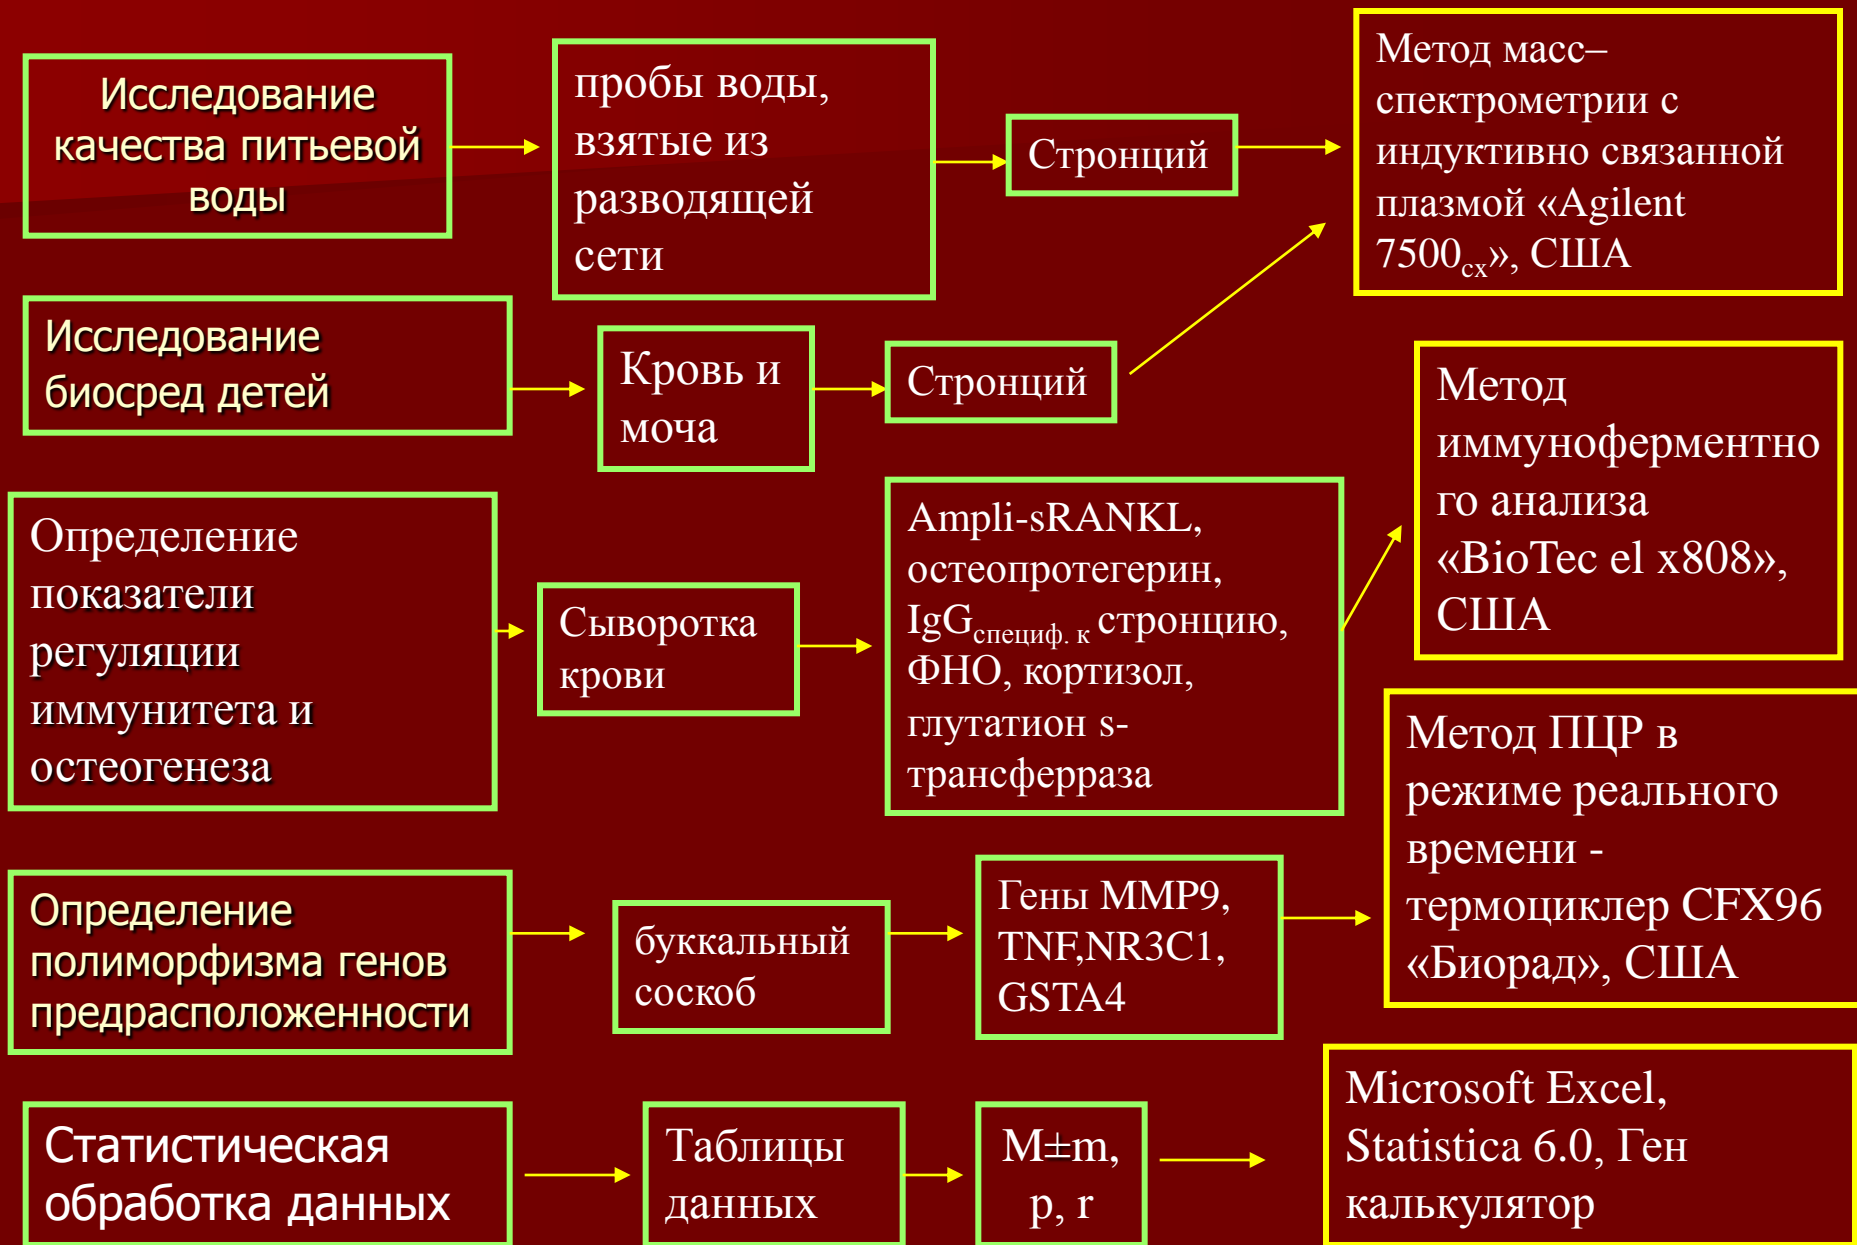 Исследование
качества питьевой
воды
пробы воды,
взятые из
разводящей
сети
Стронций
Метод масс–
спектрометрии с
индуктивно связанной
плазмой «Agilent
7500cx», США
Исследование
биосред детей
Кровь и
моча
Стронций
Определение
показатели
регуляции
иммунитета и
остеогенеза
Сыворотка
крови
Ampli-sRANKL,
остеопротегерин,
IgGспециф. к стронцию,
ФНО, кортизол,
глутатион s-
трансферраза
Метод
иммуноферментно
го анализа
«BioTec el x808»,
США
Определение
полиморфизма генов
предрасположенности
буккальный
соскоб
Гены MMP9,
TNF,NR3C1,
GSTA4
Метод ПЦР в
режиме реального
времени -
термоциклер CFX96
«Биорад», США
Статистическая
обработка данных
Таблицы
данных
M±m,
p, r
Microsoft Excel,
Statistica 6.0, Ген
калькулятор